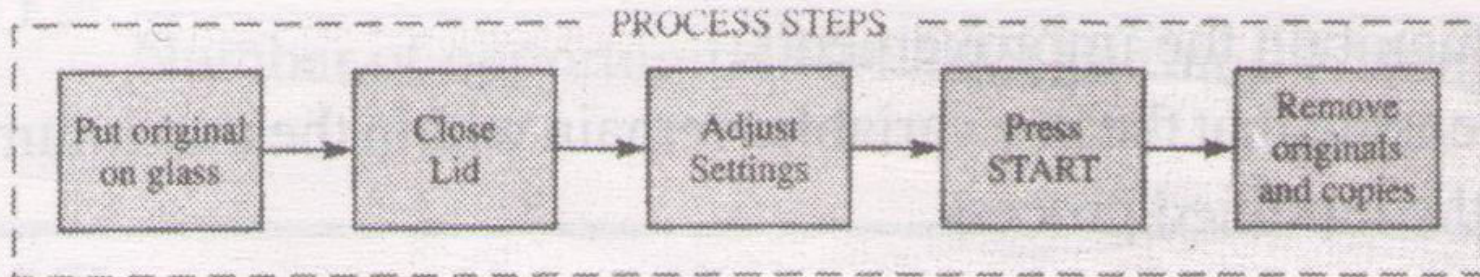 PROCESS STEPS
Put original
on glass
Close
Lid
Adjust
Settings
Press
START
Remove
originals
and copies